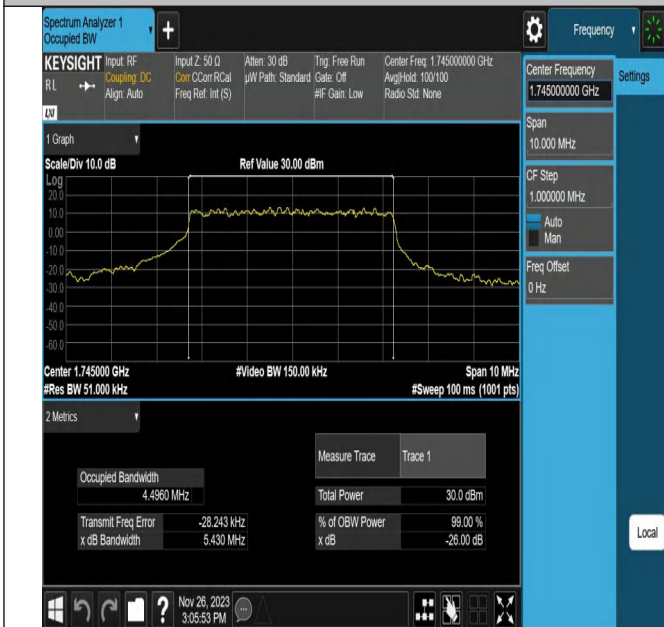 Spectrum Analyzer 1
Occupied BW
+
Frequency
KEYSIGHT
RL
LXI
Input: RF
Coupling: DC
Align: Auto
Input Z: 50 Ω
Corr CCorr RCal
Freq Ref: Int (S)
Atten: 30 dB
µW Path: Standard
Trig: Free Run
Gate: Off
#IF Gain: Low
Center Freq: 1.745000000 GHz
Avg|Hold: 100/100
Radio Std: None
Center Frequency
1.745000000 GHz
Settings
Span
10.000 MHz
CF Step
1.000000 MHz
Auto
Man
Freq Offset
0 Hz
Local
1 Graph
Scale/Div 10.0 dB
Ref Value 30.00 dBm
Log
20.0
10.0
0.00
-10.0
-20.0
-30.0
-40.0
-50.0
-60.0
Center 1.745000 GHz
#Video BW 150.00 kHz
Span 10 MHz
#Res BW 51.000 kHz
#Sweep 100 ms (1001 pts)
2 Metrics
Measure Trace
Trace 1
Occupied Bandwidth
4.4960 MHz
Total Power
30.0 dBm
Transmit Freq Error
-28.243 kHz
% of OBW Power
99.00 %
x dB Bandwidth
5.430 MHz
x dB
-26.00 dB
?
Nov 26, 2023
3:05:53 PM